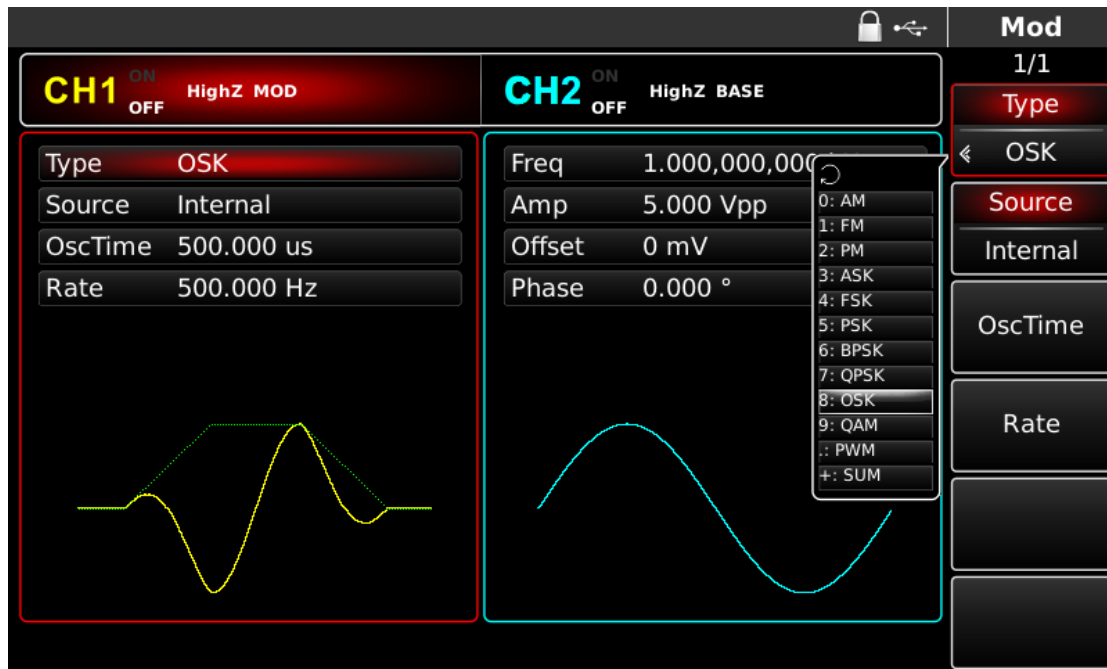 Mod
1/1
CH1 ON OFF HighZ MOD
CH2 ON OFF HighZ BASE
Type OSK
Source Internal
OscTime 500.000 us
Rate 500.000 Hz
Freq 1.000,000,000
Amp 5.000 Vpp
Offset 0 mV
Phase 0.000 °
0: AM
1: FM
2: PM
3: ASK
4: FSK
5: PSK
6: BPSK
7: QPSK
8: OSK
9: QAM
.: PWM
+: SUM
Type
OSK
Source
Internal
OscTime
Rate